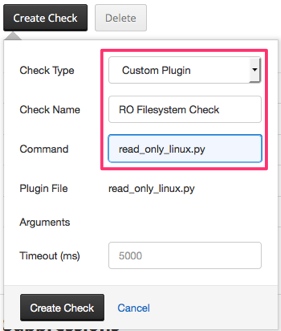 Create Check Delete
Check Type Custom Plugin
Check Name RO Filesystem Check
Command read_only_linux.py
Plugin File read_only_linux.py
Arguments
Timeout (ms) 5000
Create Check Cancel